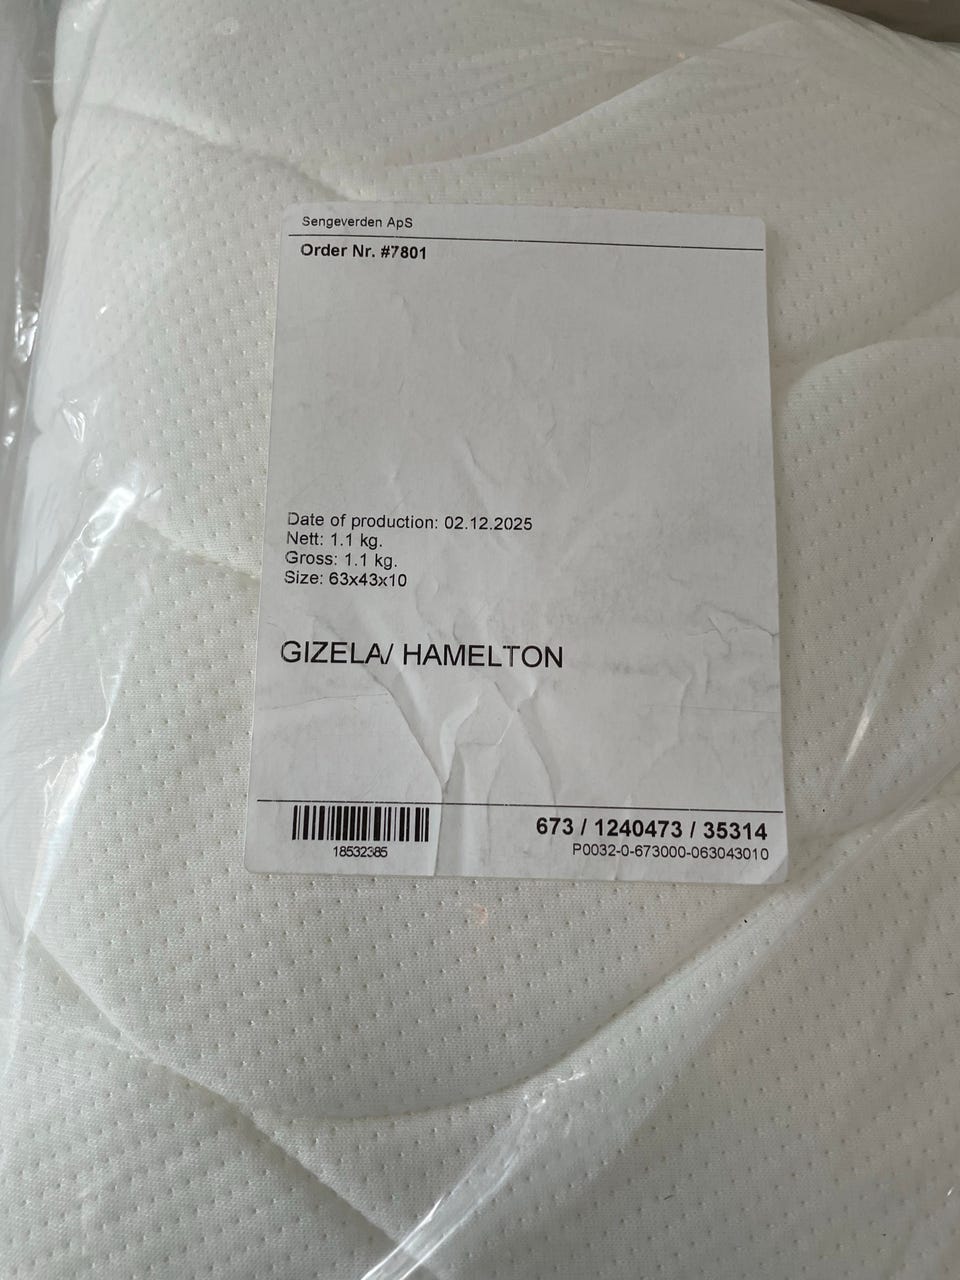 Sengeverden ApS
Order Nr. #7801
Date of production: 02.12.2025
Nett: 1.1 kg.
Gross: 1.1 kg.
Size: 63x43x10
GIZELA/ HAMELTON
673 / 1240473 / 35314
18532385
P0032-0-673000-063043010